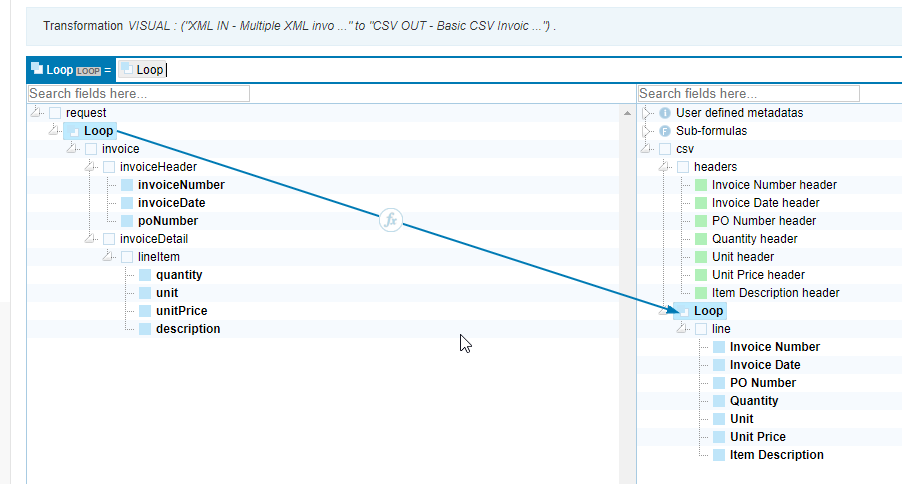 Transformation VISUAL : ("XML IN - Multiple XML invo ..." to "CSV OUT - Basic CSV Invoic ...") .
Loop LOOP = Loop
Search fields here...
request
Loop
invoice
invoiceHeader
invoiceNumber
invoiceDate
poNumber
invoiceDetail
lineItem
quantity
unit
unitPrice
description
fx
Search fields here...
i User defined metadatas
F Sub-formulas
csv
headers
Invoice Number header
Invoice Date header
PO Number header
Quantity header
Unit header
Unit Price header
Item Description header
Loop
line
Invoice Number
Invoice Date
PO Number
Quantity
Unit
Unit Price
Item Description